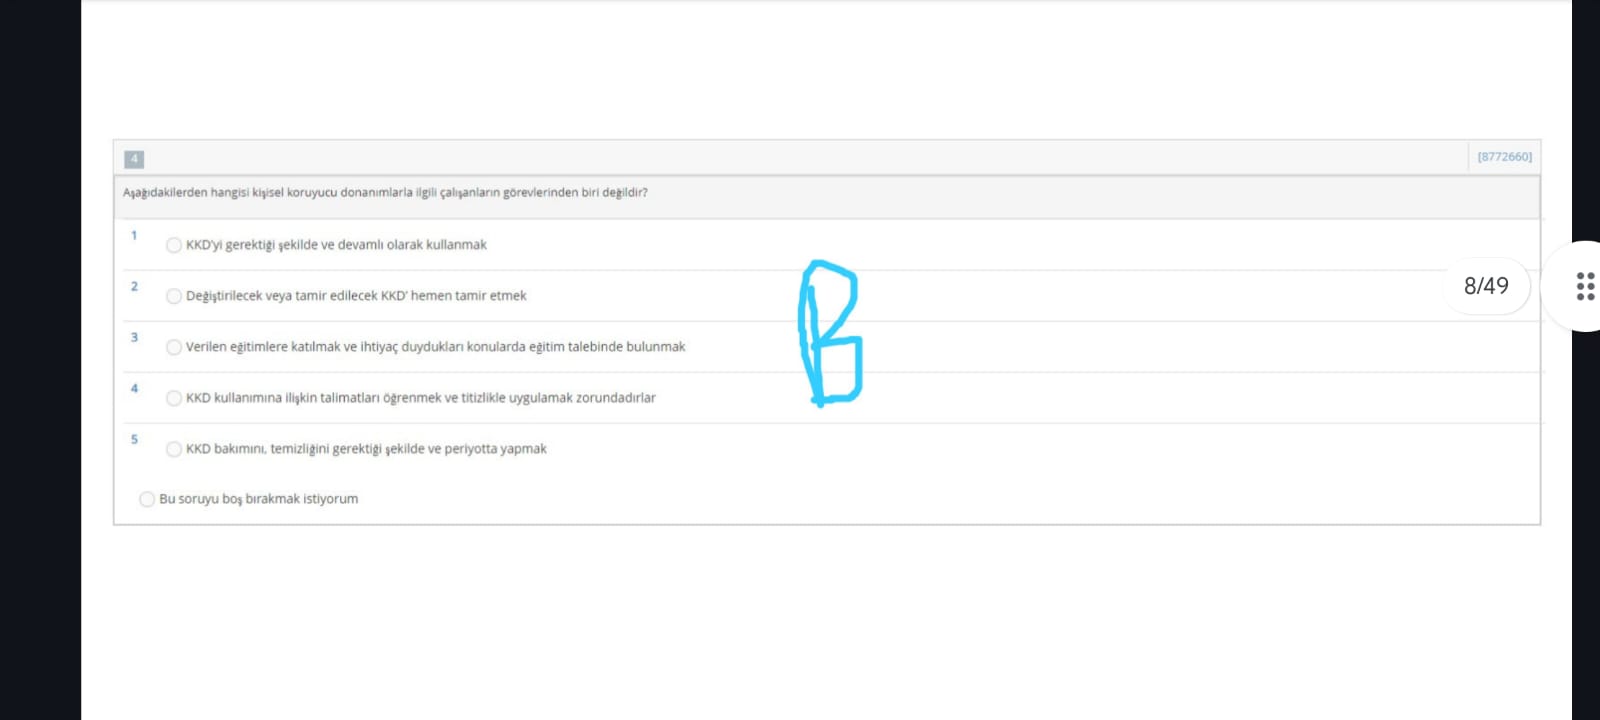 4
[8772660]
Aşağıdakilerden hangisi kişisel koruyucu donanımlarla ilgili çalışanların görevlerinden biri değildir?
1
KKD'yi gerektiği şekilde ve devamlı olarak kullanmak
2
Değiştirilecek veya tamir edilecek KKD' hemen tamir etmek
3
Verilen eğitimlere katılmak ve ihtiyaç duydukları konularda eğitim talebinde bulunmak
4
KKD kullanımına ilişkin talimatları öğrenmek ve titizlikle uygulamak zorundadırlar
5
KKD bakımını, temizliğini gerektiği şekilde ve periyotta yapmak
Bu soruyu boş bırakmak istiyorum
B
8/49